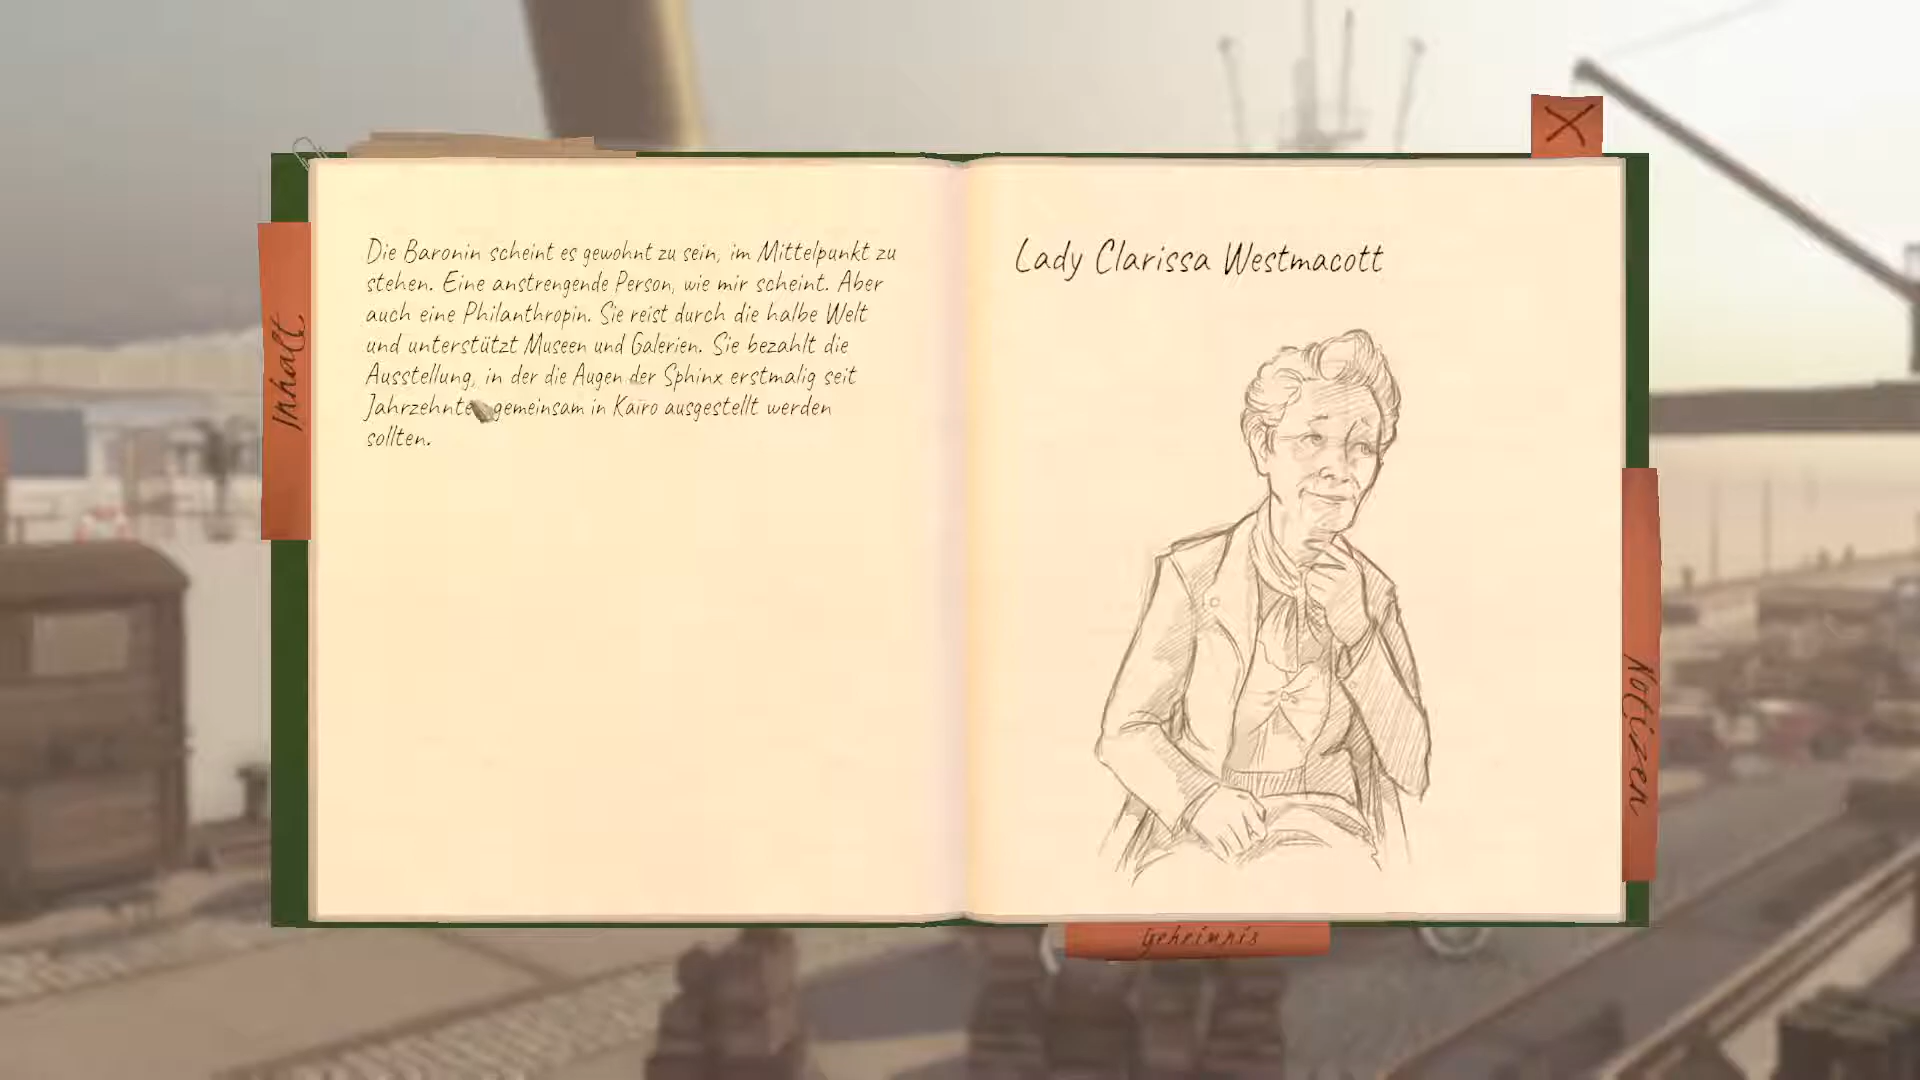 Die Baronin scheint es gewohnt zu sein, im Mittelpunkt zu
stehen. Eine anstrengende Person, wie mir scheint. Aber
auch eine Philanthropin. Sie reist durch die halbe Welt
und unterstützt Museen und Galerien. Sie bezahlt die
Ausstellung, in der die Augen der Sphinx erstmalig seit
Jahrzehnten gemeinsam in Kairo ausgestellt werden
sollten.
Lady Clarissa Westmacott
Inhalt
Notizen
Geheimnis